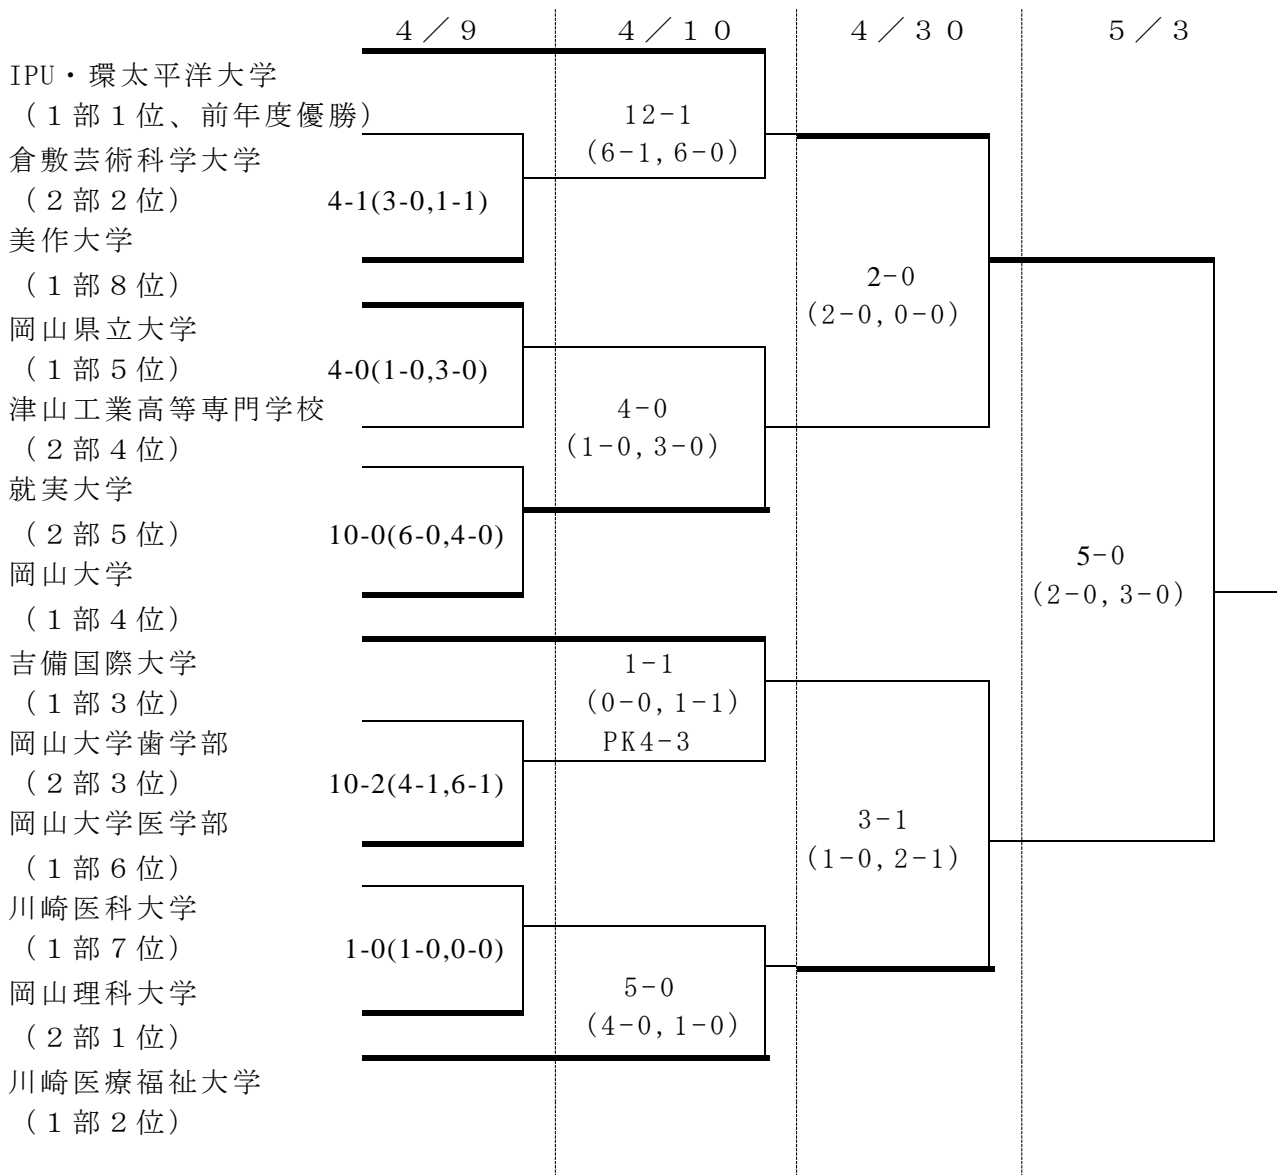 ４／９ ４／１０ ４／３０ ５／３
IPU・環太平洋大学
（１部１位、前年度優勝）
12-1
(6-1,6-0)
倉敷芸術科学大学
（２部２位）
4-1(3-0,1-1)
美作大学
（１部８位）
2-0
(2-0,0-0)
岡山県立大学
（１部５位）
4-0(1-0,3-0)
津山工業高等専門学校
（２部４位）
4-0
(1-0,3-0)
就実大学
（２部５位）
10-0(6-0,4-0)
岡山大学
（１部４位）
5-0
(2-0,3-0)
吉備国際大学
（１部３位）
1-1
(0-0,1-1)
PK4-3
岡山大学歯学部
（２部３位）
10-2(4-1,6-1)
岡山大学医学部
（１部６位）
3-1
(1-0,2-1)
川崎医科大学
（１部７位）
1-0(1-0,0-0)
岡山理科大学
（２部１位）
5-0
(4-0,1-0)
川崎医療福祉大学
（１部２位）